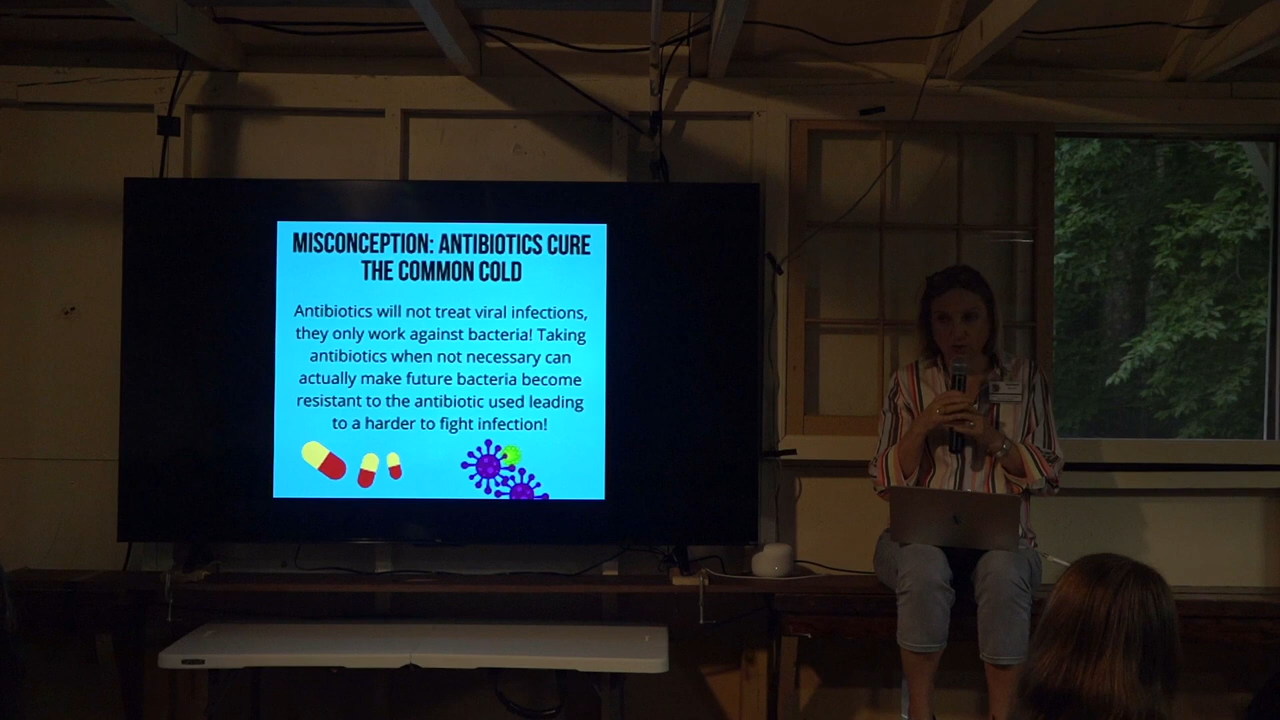 MISCONCEPTION: ANTIBIOTICS CURE
THE COMMON COLD
Antibiotics will not treat viral infections,
they only work against bacteria! Taking
antibiotics when not necessary can
actually make future bacteria become
resistant to the antibiotic used leading
to a harder to fight infection!